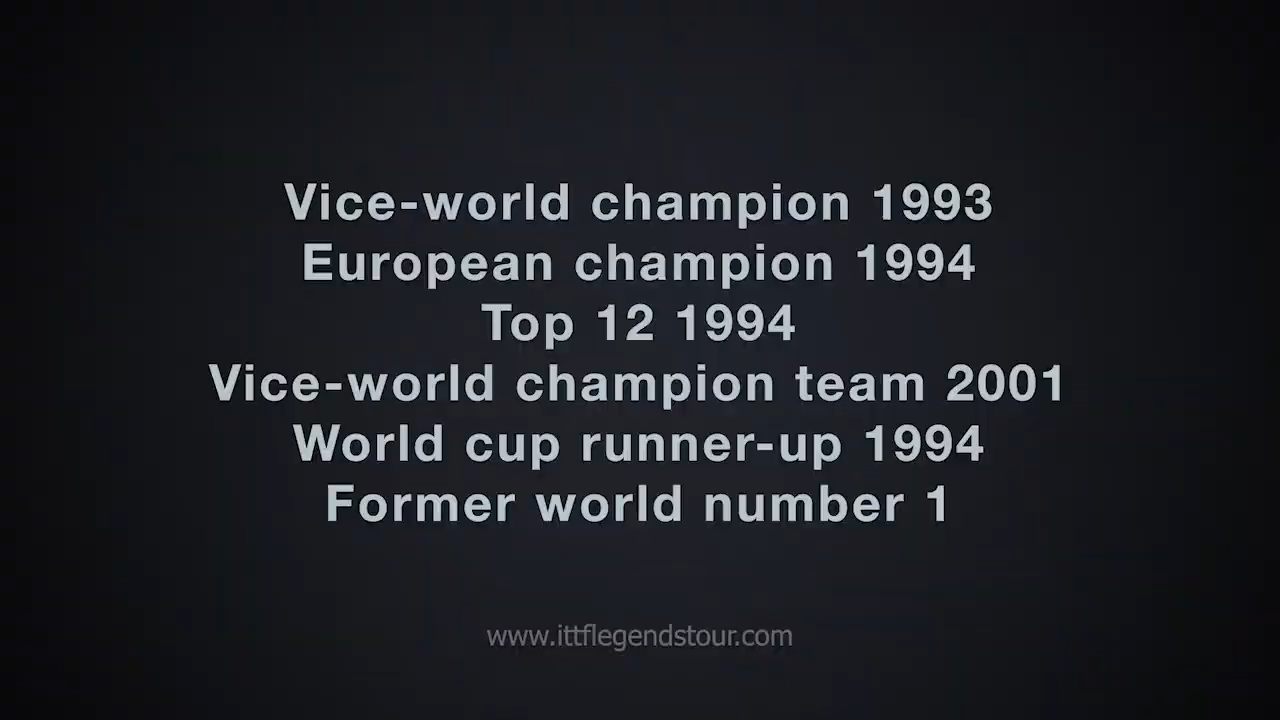 Vice-world champion 1993
European champion 1994
Top 12 1994
Vice-world champion team 2001
World cup runner-up 1994
Former world number 1
www.ittflegendstour.com